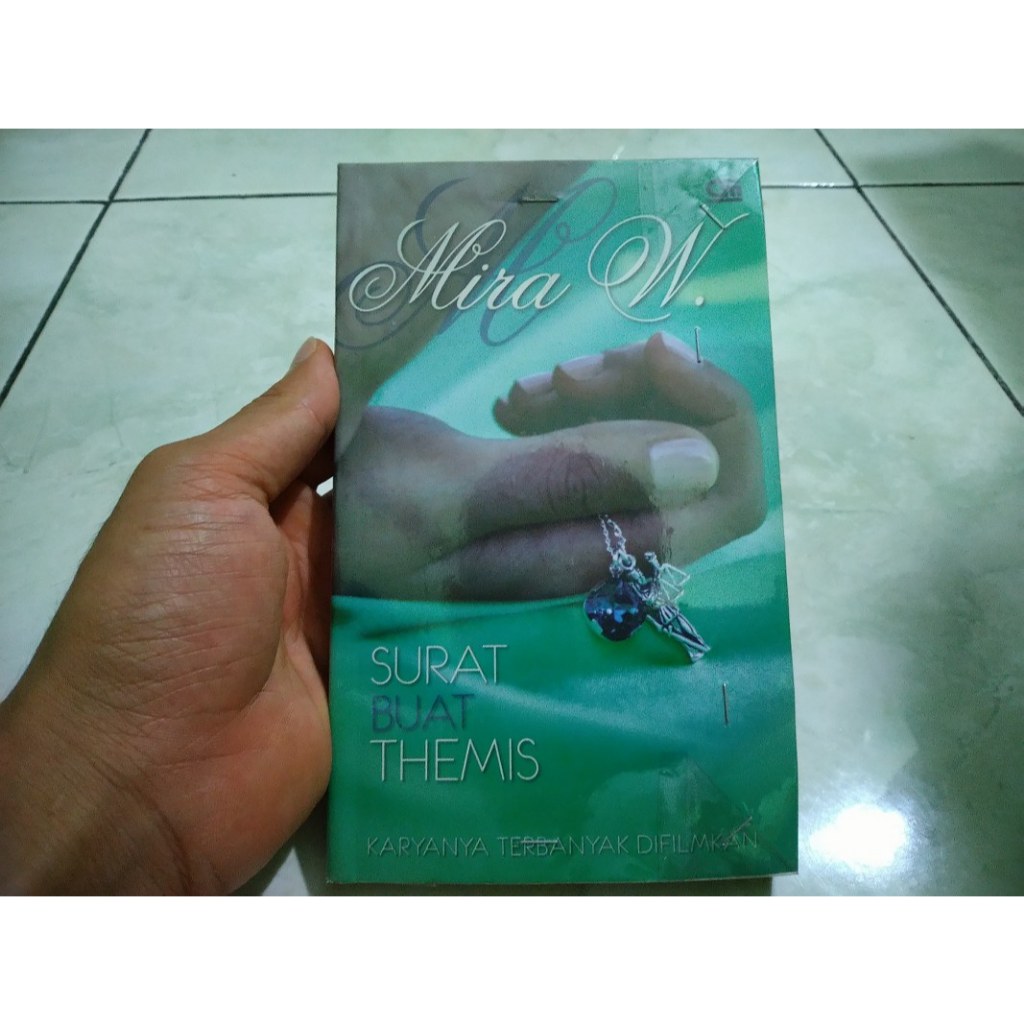 Mira W.
SURAT
BUAT
THEMIS
KARYANYA TERBANYAK DIFILMKAN